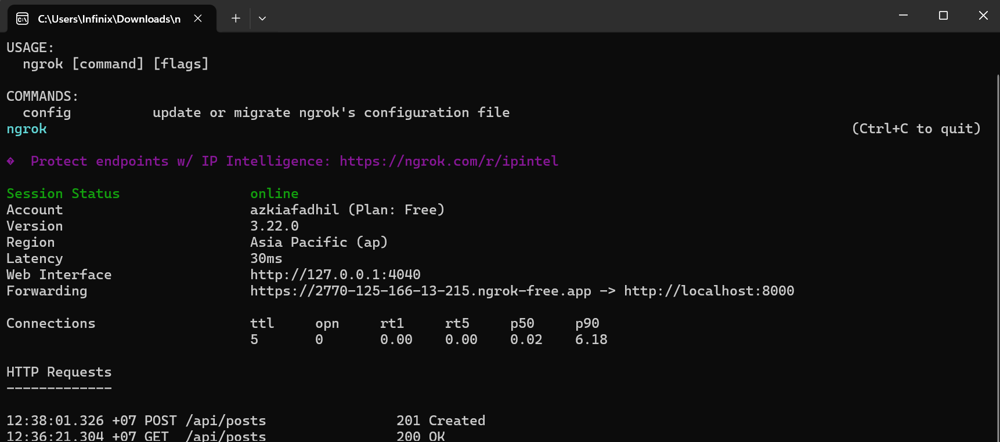 C:\Users\Infinix\Downloads\n
USAGE:
ngrok [command] [flags]
COMMANDS:
config update or migrate ngrok's configuration file
ngrok (Ctrl+C to quit)
� Protect endpoints w/ IP Intelligence: https://ngrok.com/r/ipintel
Session Status online
Account azkiafadhil (Plan: Free)
Version 3.22.0
Region Asia Pacific (ap)
Latency 30ms
Web Interface http://127.0.0.1:4040
Forwarding https://2770-125-166-13-215.ngrok-free.app -> http://localhost:8000
Connections ttl opn rt1 rt5 p50 p90
5 0 0.00 0.00 0.02 6.18
HTTP Requests
-------------
12:38:01.326 +07 POST /api/posts 201 Created
12:36:21.304 +07 GET /api/posts 200 OK